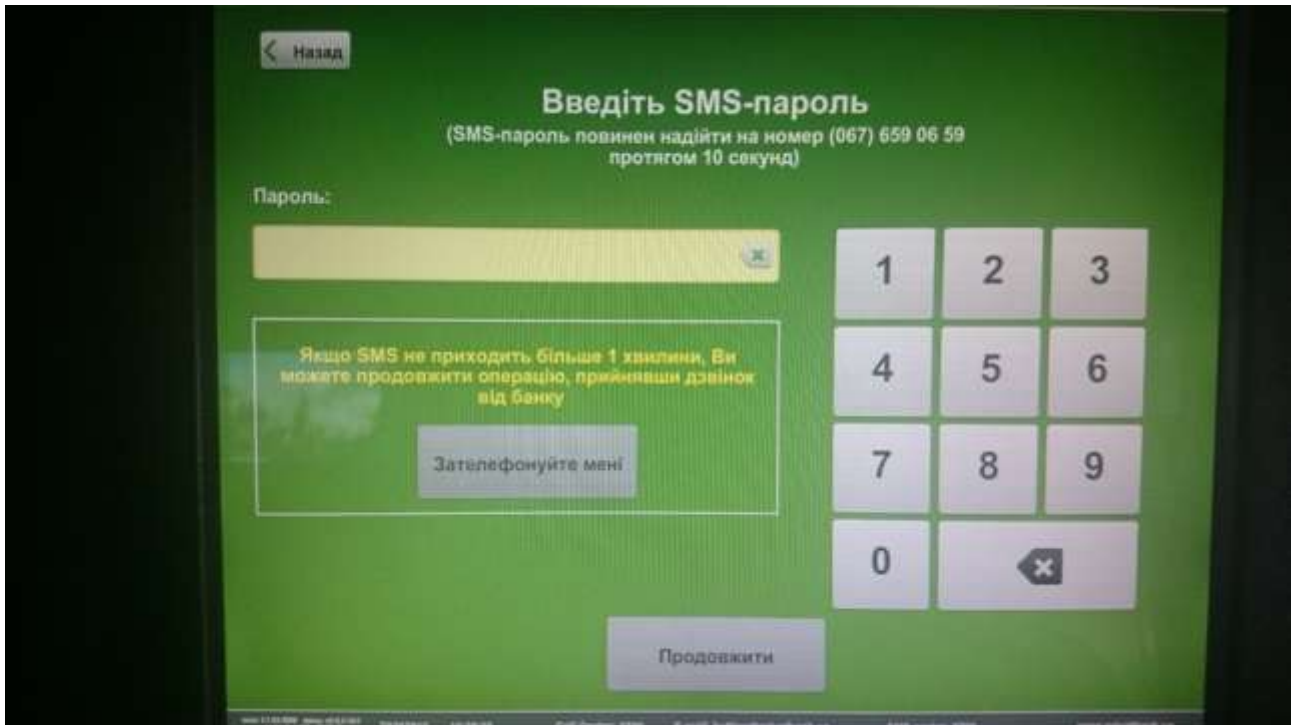 Назад
Введіть SMS-пароль
(SMS-пароль повинен надійти на номер (067) 659 06 59
протягом 10 секунд)
Пароль:
1 2 3
Якщо SMS не приходить більше 1 хвилини, Ви
можете продовжити операцію, прийнявши дзвінок
від банку
4 5 6
Зателефонуйте мені
7 8 9
0
Продовжити